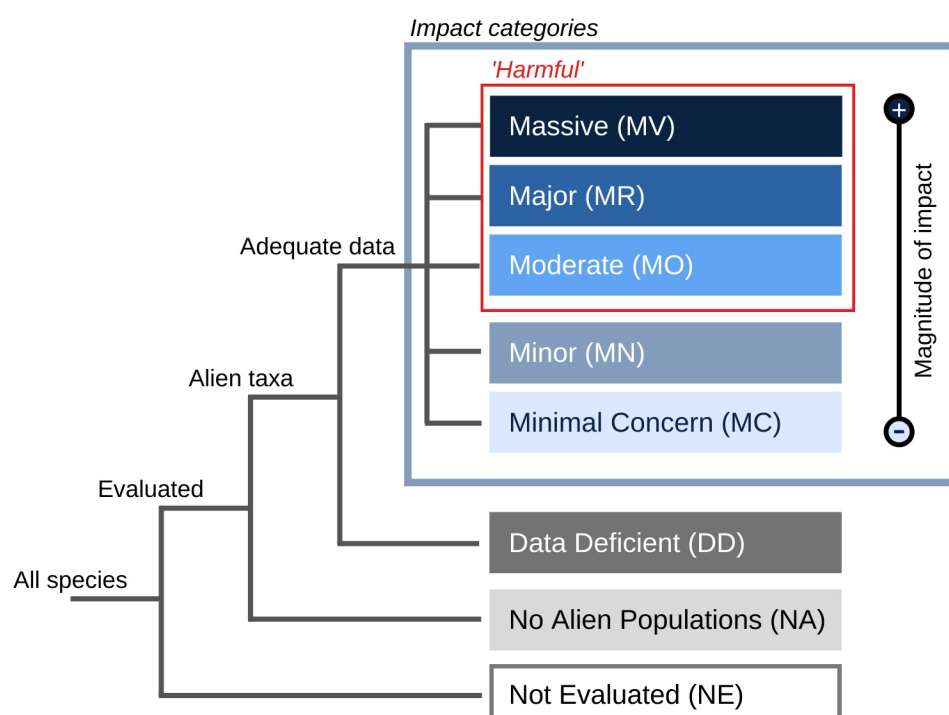 Impact categories
'Harmful'
Massive (MV)
+
Major (MR)
Adequate data
Moderate (MO)
Magnitude of impact
Minor (MN)
Alien taxa
Minimal Concern (MC)
-
Evaluated
Data Deficient (DD)
All species
No Alien Populations (NA)
Not Evaluated (NE)